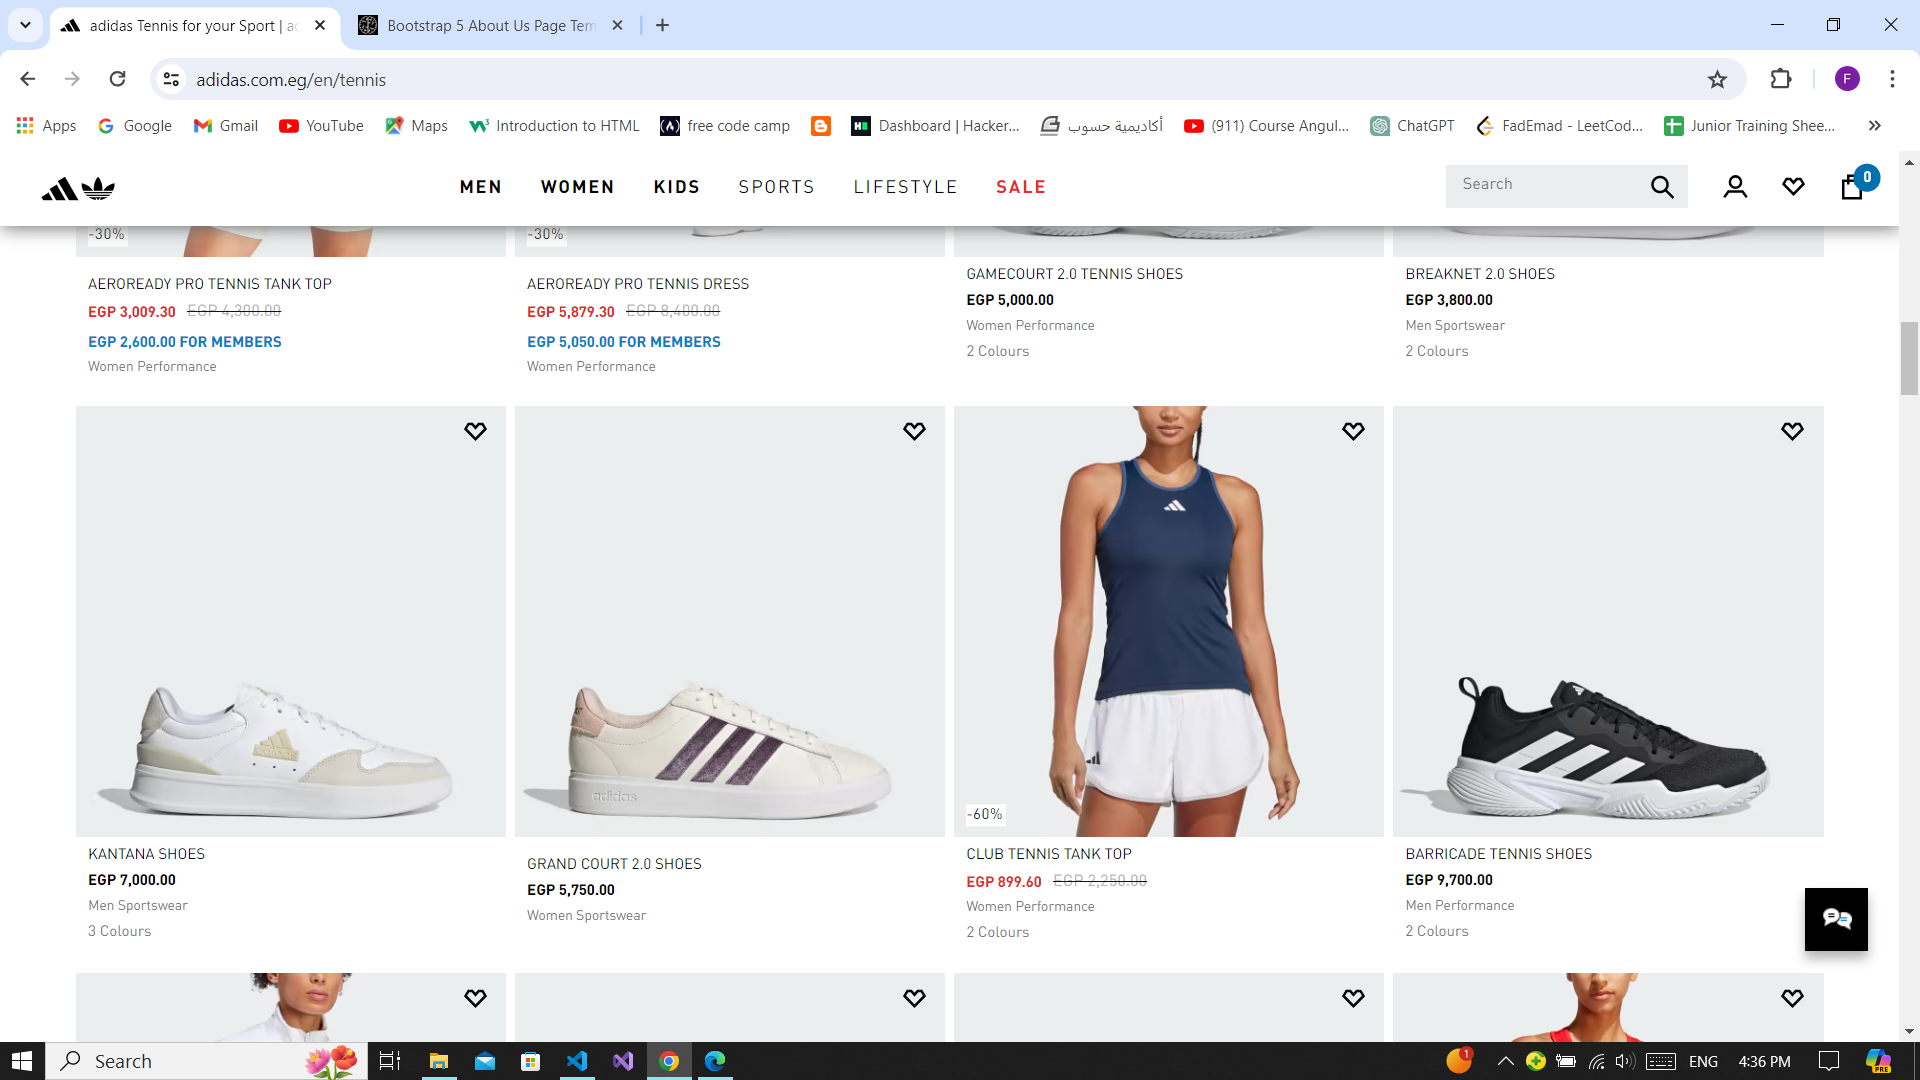 adidas Tennis for your Sport | ad
Bootstrap 5 About Us Page Tem
adidas.com.eg/en/tennis
F
Apps
Google
Gmail
YouTube
Maps
Introduction to HTML
free code camp
Dashboard | Hacker...
أكاديمية حسوب
(911) Course Angul...
ChatGPT
FadEmad - LeetCod...
Junior Training Shee...
MEN
WOMEN
KIDS
SPORTS
LIFESTYLE
SALE
Search
0
-30%
-30%
AEROREADY PRO TENNIS TANK TOP
EGP 3,009.30 EGP 4,300.00
EGP 2,600.00 FOR MEMBERS
Women Performance
AEROREADY PRO TENNIS DRESS
EGP 5,879.30 EGP 8,400.00
EGP 5,050.00 FOR MEMBERS
Women Performance
GAMECOURT 2.0 TENNIS SHOES
EGP 5,000.00
Women Performance
2 Colours
BREAKNET 2.0 SHOES
EGP 3,800.00
Men Sportswear
2 Colours
adidas
-60%
KANTANA SHOES
EGP 7,000.00
Men Sportswear
3 Colours
GRAND COURT 2.0 SHOES
EGP 5,750.00
Women Sportswear
CLUB TENNIS TANK TOP
EGP 899.60 EGP 2,250.00
Women Performance
2 Colours
BARRICADE TENNIS SHOES
EGP 9,700.00
Men Performance
2 Colours
Search
1
ENG
4:36 PM
PRE